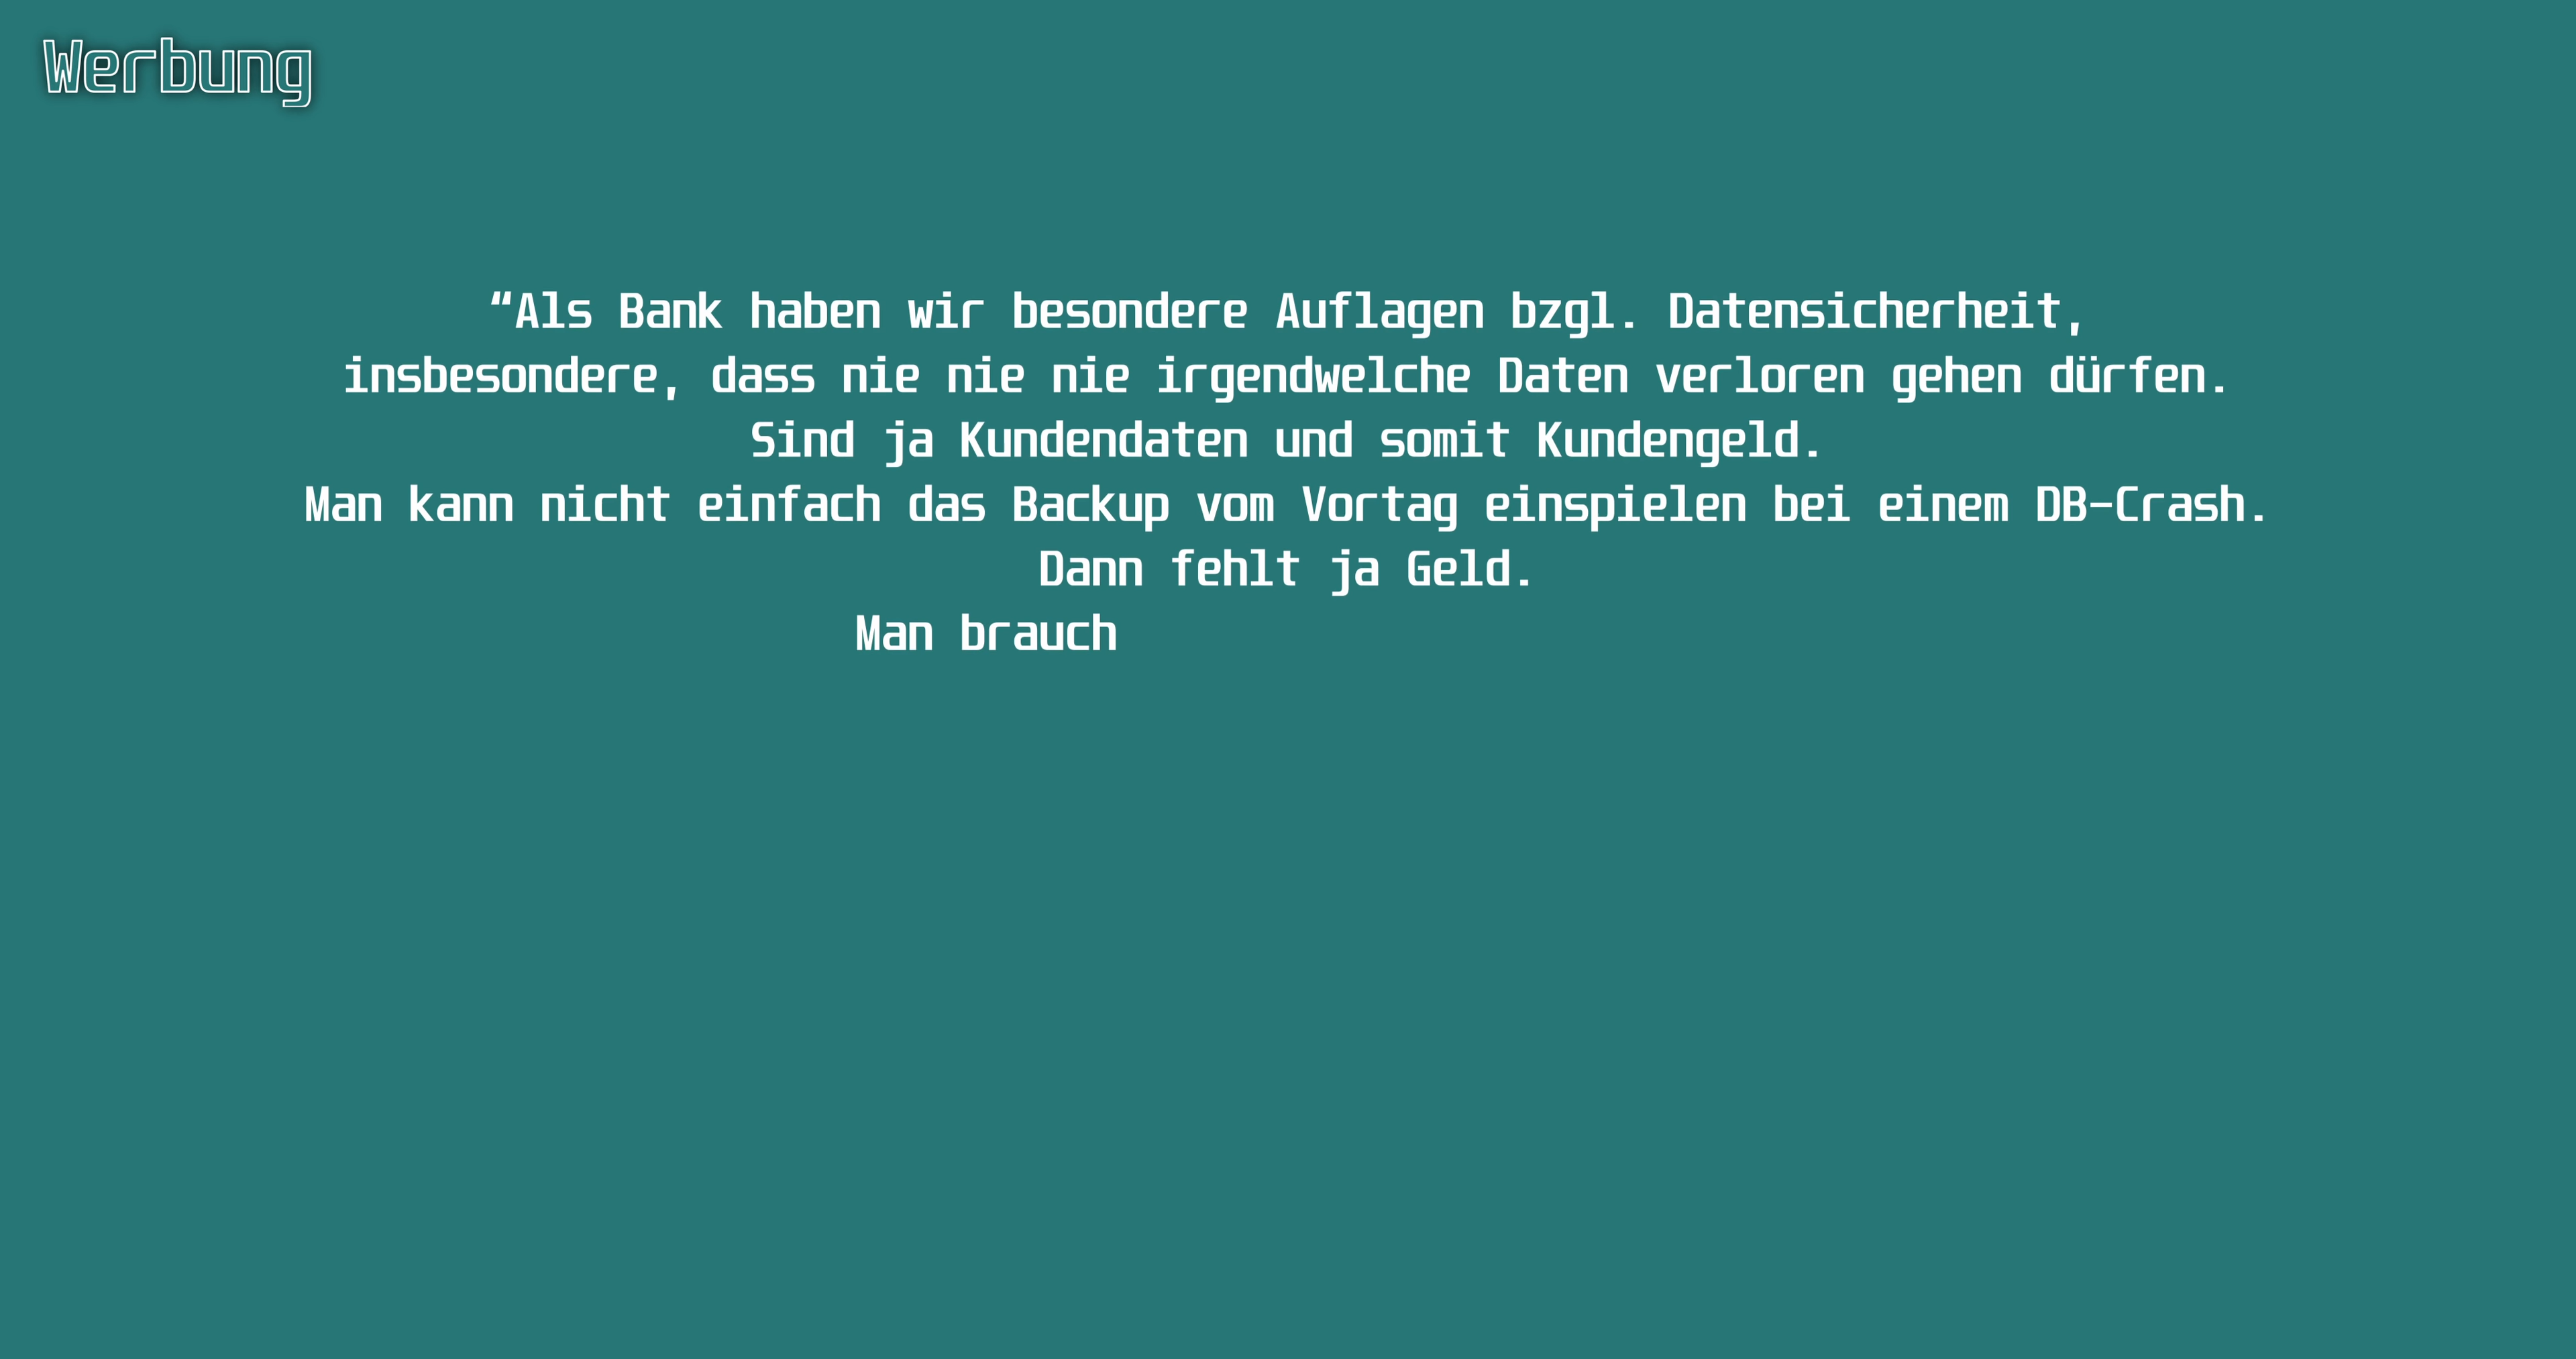 Werbung
“Als Bank haben wir besondere Auflagen bzgl. Datensicherheit,
insbesondere, dass nie nie nie irgendwelche Daten verloren gehen dürfen.
Sind ja Kundendaten und somit Kundengeld.
Man kann nicht einfach das Backup vom Vortag einspielen bei einem DB-Crash.
Dann fehlt ja Geld.
Man brauch